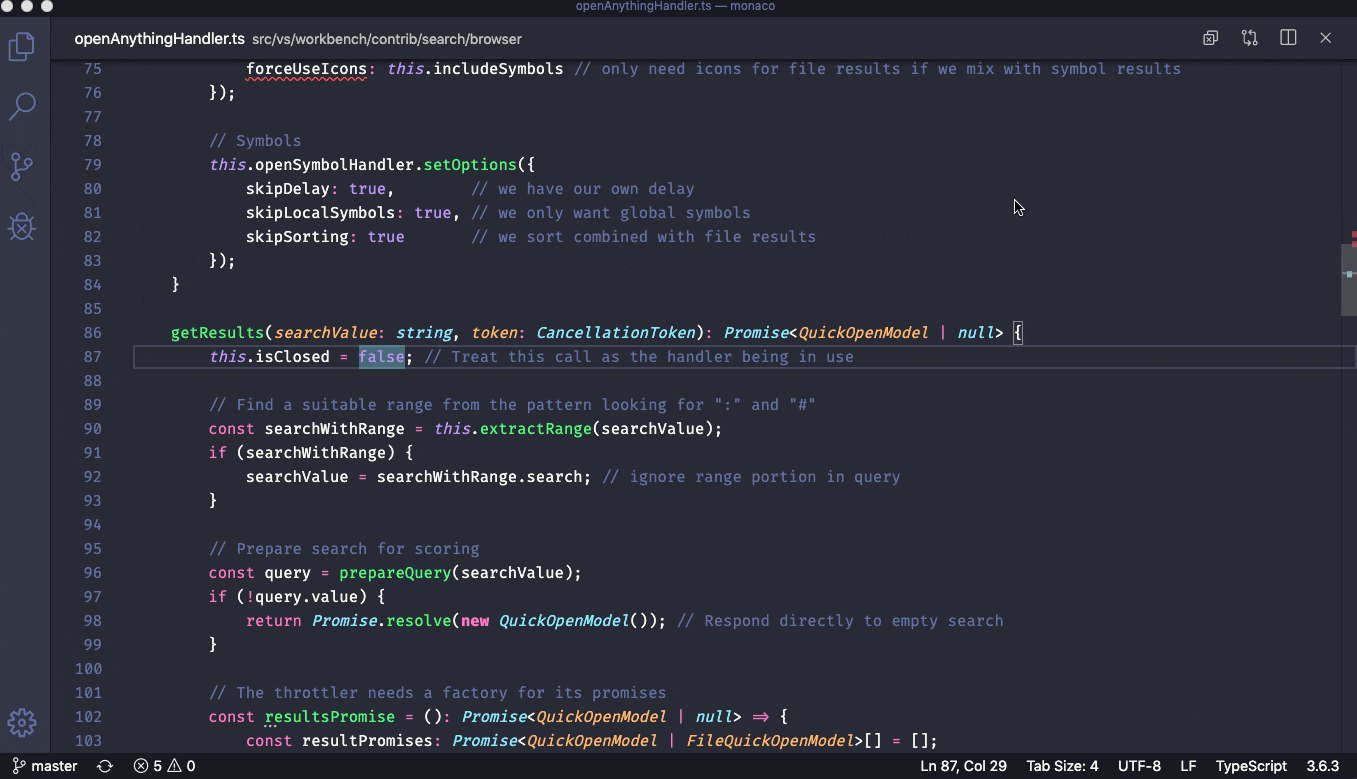 openAnythingHandler.ts — monaco
openAnythingHandler.ts src/vs/workbench/contrib/search/browser
75 forceUseIcons: this.includeSymbols // only need icons for file results if we mix with symbol results
76 });
77
78 // Symbols
79 this.openSymbolHandler.setOptions({
80 skipDelay: true, // we have our own delay
81 skipLocalSymbols: true, // we only want global symbols
82 skipSorting: true // we sort combined with file results
83 });
84 }
85
86 getResults(searchValue: string, token: CancellationToken): Promise<QuickOpenModel | null> {
87 this.isClosed = false; // Treat this call as the handler being in use
88
89 // Find a suitable range from the pattern looking for ":" and "#"
90 const searchWithRange = this.extractRange(searchValue);
91 if (searchWithRange) {
92 searchValue = searchWithRange.search; // ignore range portion in query
93 }
94
95 // Prepare search for scoring
96 const query = prepareQuery(searchValue);
97 if (!query.value) {
98 return Promise.resolve(new QuickOpenModel()); // Respond directly to empty search
99 }
100
101 // The throttler needs a factory for its promises
102 const resultsPromise = (): Promise<QuickOpenModel | null> => {
103 const resultPromises: Promise<QuickOpenModel | FileQuickOpenModel>[] = [];
master 5 0 Ln 87, Col 29 Tab Size: 4 UTF-8 LF TypeScript 3.6.3